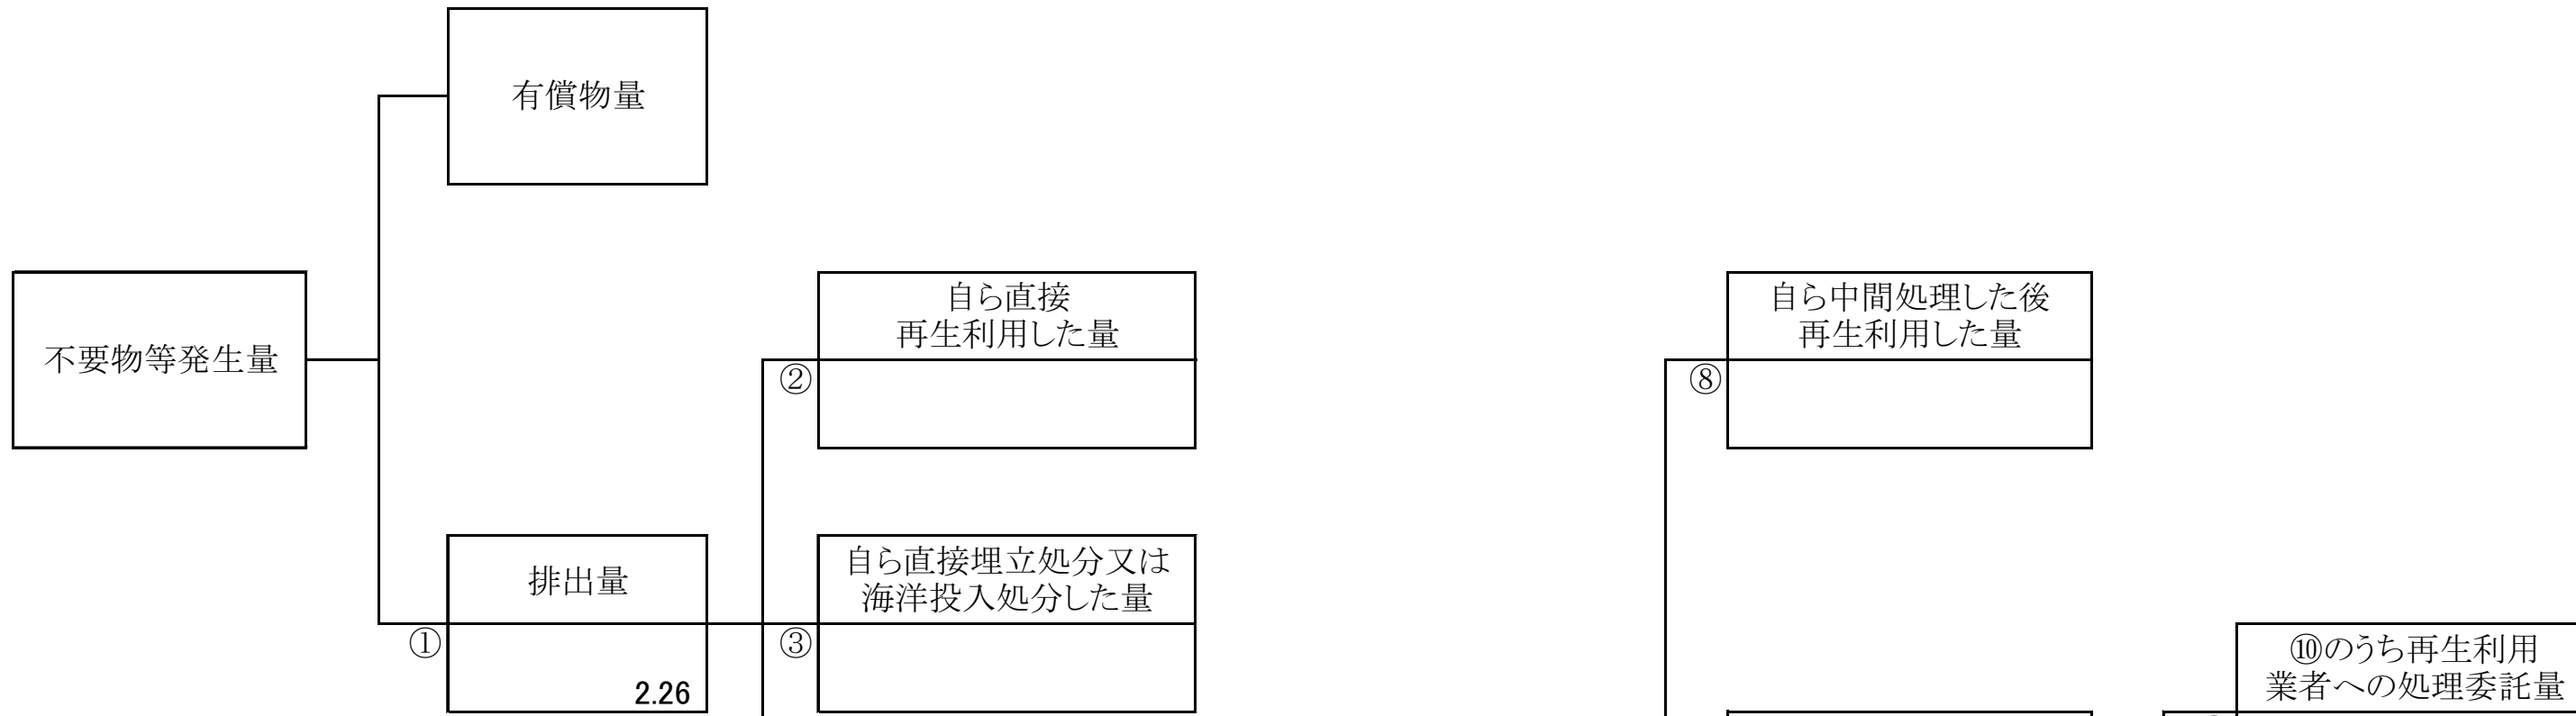 有償物量
不要物等発生量
自ら直接
再生利用した量
②
自ら中間処理した後
再生利用した量
⑧
排出量
①
2.26
自ら直接埋立処分又は
海洋投入処分した量
③
⑩のうち再生利用
業者への処理委託量